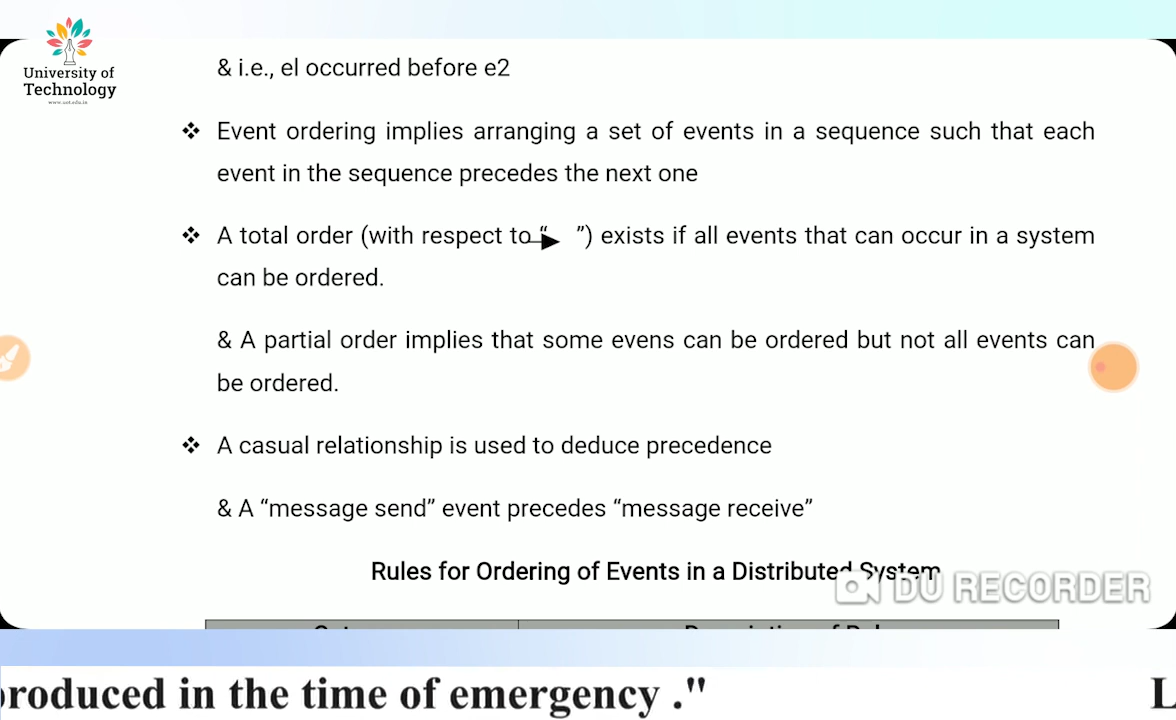 University of
Technology
www.uot.edu.in
& i.e., el occurred before e2
❖ Event ordering implies arranging a set of events in a sequence such that each
event in the sequence precedes the next one
❖ A total order (with respect to “ ”) exists if all events that can occur in a system
can be ordered.
& A partial order implies that some evens can be ordered but not all events can
be ordered.
❖ A casual relationship is used to deduce precedence
& A “message send” event precedes “message receive”
Rules for Ordering of Events in a Distributed System
DU RECORDER
roduced in the time of emergency ." L